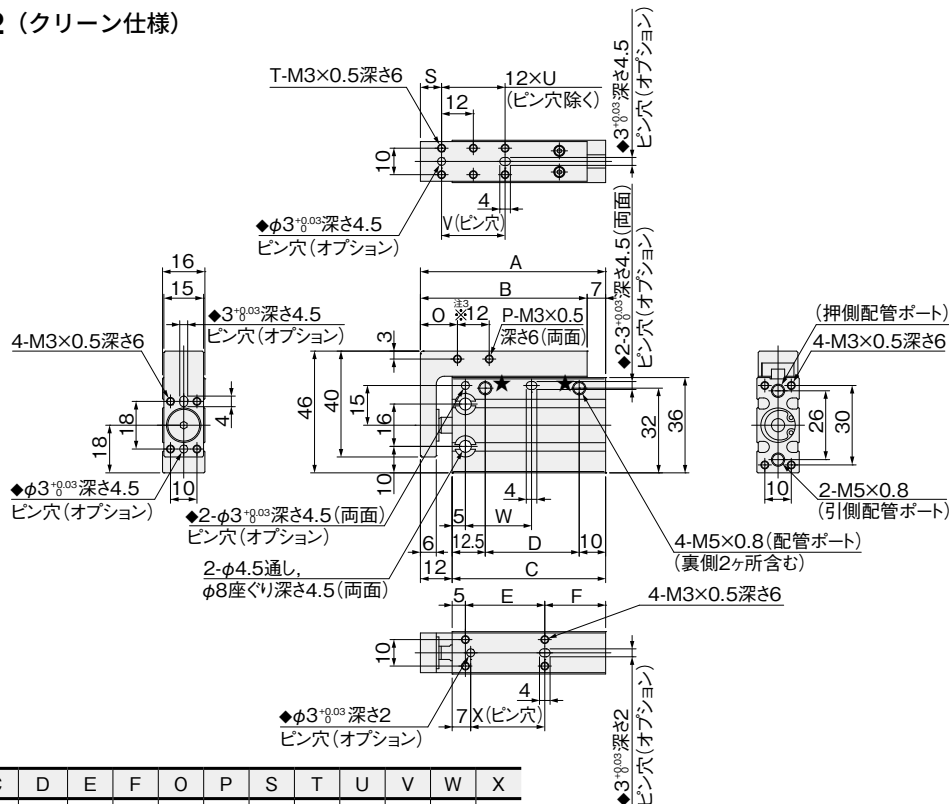 2（クリーン仕様）
T-M3×0.5深さ6
S
12×U
(ピン穴除く)
12
10
4
V(ピン穴)
◆3+0.03 0 深さ4.5
ピン穴(オプション)
◆φ3+0.03 0 深さ4.5
ピン穴(オプション)
16
15
◆3+0.03 0 深さ4.5
ピン穴(オプション)
4-M3×0.5深さ6
18
18
4
10
◆φ3+0.03 0 深さ4.5
ピン穴(オプション)
A
B
7
O
注3
※12
P-M3×0.5
深さ6(両面)
◆2-3+0.03 0 深さ4.5(両面)
ピン穴(オプション)
3
46
40
15
16
10
★
★
32
36
4
5
W
6
12.5
D
10
12
C
◆2-φ3+0.03 0 深さ4.5(両面)
ピン穴(オプション)
2-φ4.5通し,
φ8座ぐり深さ4.5(両面)
4-M5×0.8(配管ポート)
(裏側2ヶ所含む)
(押側配管ポート)
4-M3×0.5深さ6
26
30
10
2-M5×0.8
(引側配管ポート)
5
E
F
4-M3×0.5深さ6
10
4
7
X(ピン穴)
◆φ3+0.03 0 深さ2
ピン穴(オプション)
◆3+0.03 0 深さ2
ピン穴(オプション)
D E F O P S T U V W X